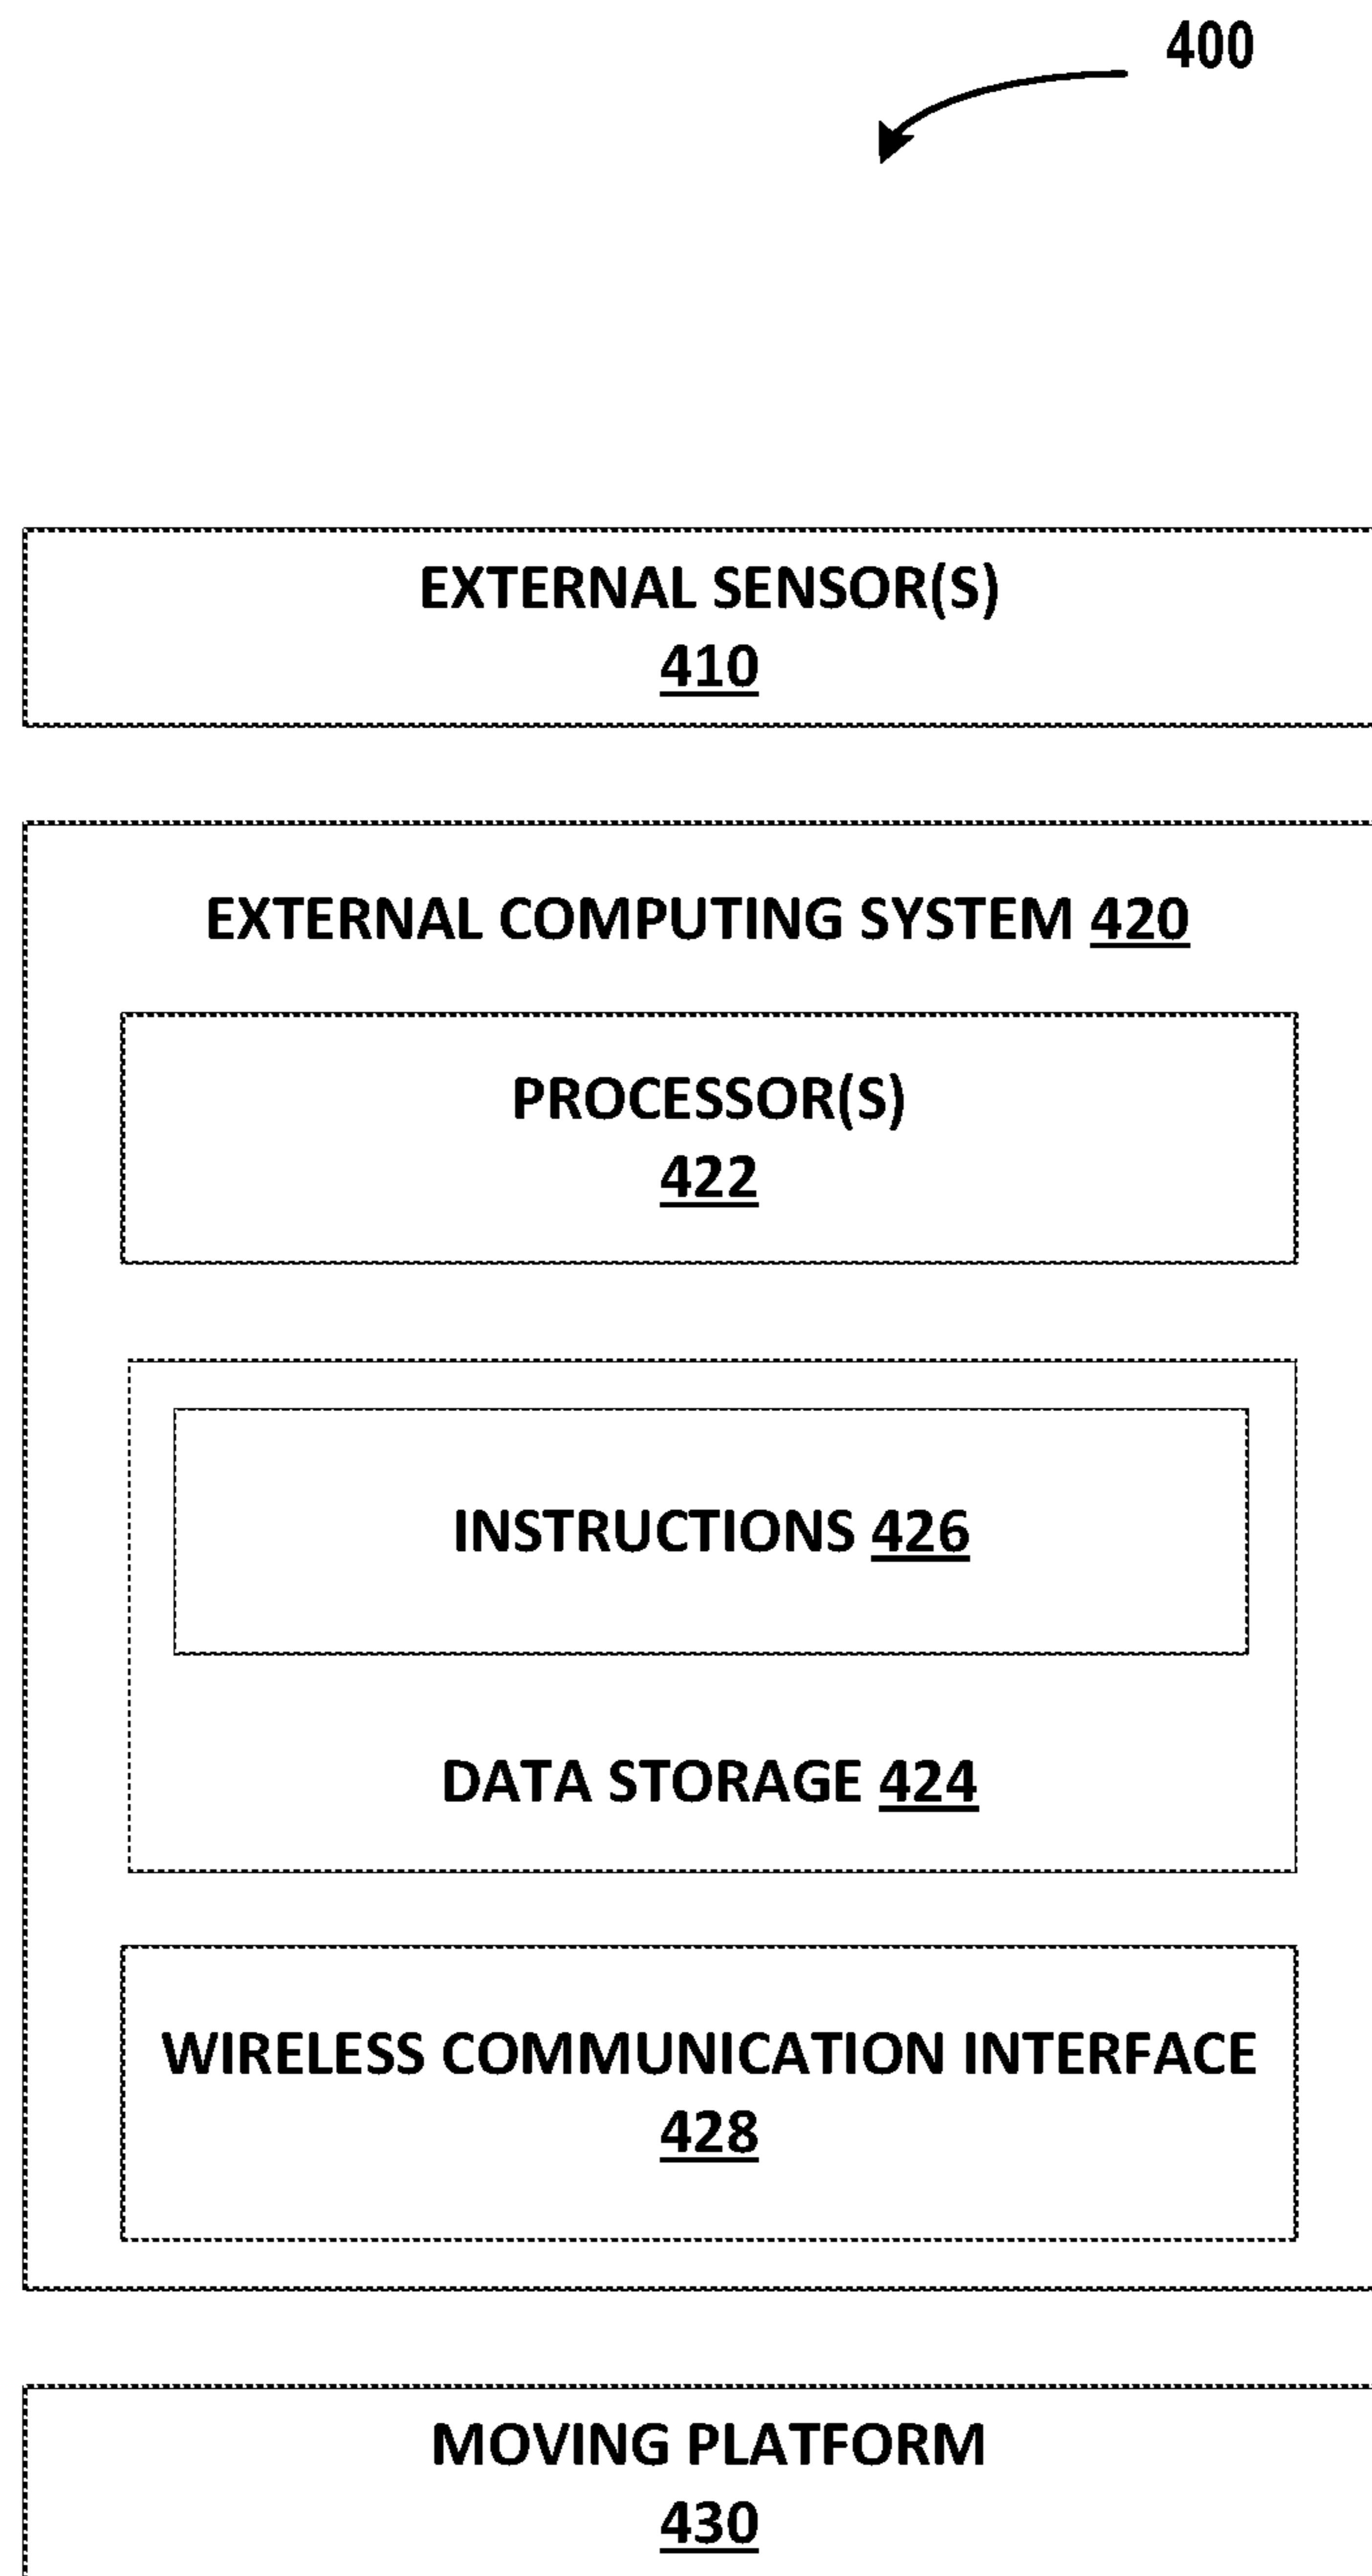 400
EXTERNAL SENSOR(S)
410
EXTERNAL COMPUTING SYSTEM 420
PROCESSOR(S)
422
INSTRUCTIONS 426
DATA STORAGE 424
WIRELESS COMMUNICATION INTERFACE
428
MOVING PLATFORM
430